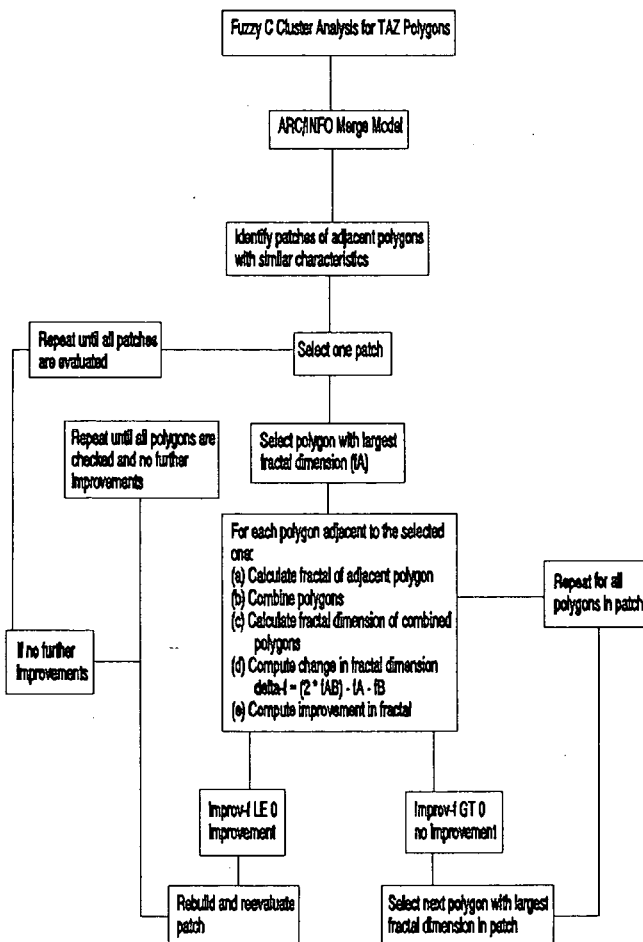 Fuzzy C Cluster Analysis for TAZ Polygons
ARC/INFO Merge Model
Identify patches of adjacent polygons
with similar characteristics
Repeat until all patches
are evaluated
Select one patch
Repeat until all polygons are
checked and no further
improvements
Select polygon with largest
fractal dimension (fA)
For each polygon adjacent to the selected
one:
(a) Calculate fractal of adjacent polygon
(b) Combine polygons
(c) Calculate fractal dimension of combined
polygons
(d) Compute change in fractal dimension
delta-f = (2 * fAB) - fA - fB
(e) Compute improvement in fractal
Repeat for all
polygons in patch
If no further
improvements
Improv-f LE 0
Improvement
Improv-f GT 0
no improvement
Rebuild and reevaluate
patch
Select next polygon with largest
fractal dimension in patch